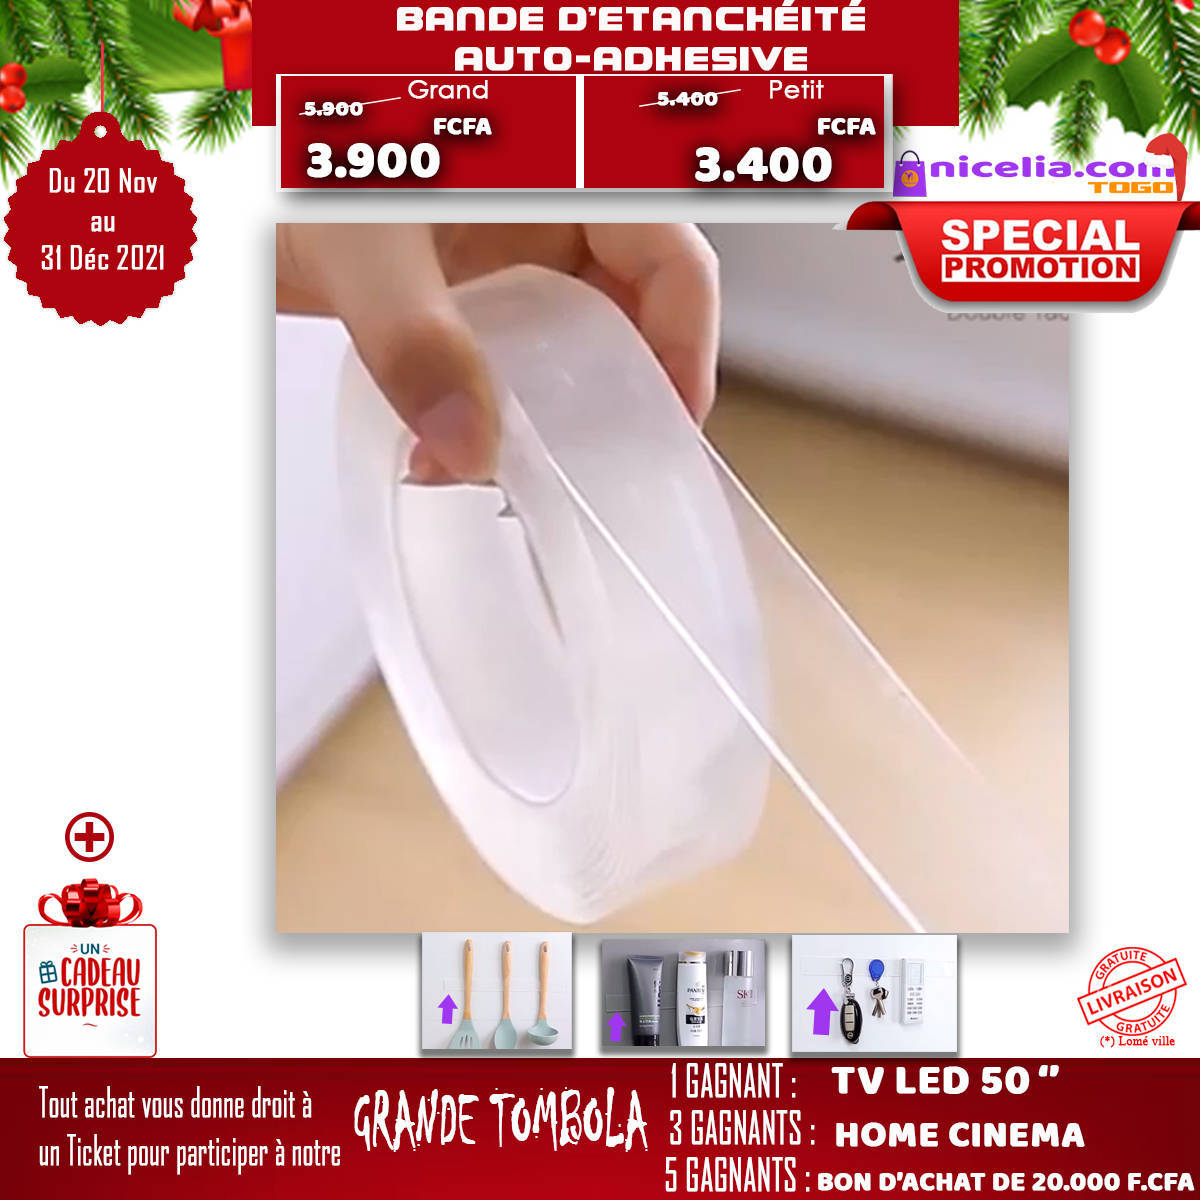 BANDE D'ETANCHÉITÉ
AUTO-ADHESIVE
Grand
5.900
FCFA
3.900
Petit
5.400
FCFA
3.400
Du 20 Nov
au
31 Déc 2021
nicelia.com
TOGO
SPECIAL
PROMOTION
UN
CADEAU
SURPRISE
GRATUITE
LIVRAISON
GRATUITE
(*) Lomé ville
Tout achat vous donne droit à
un Ticket pour participer à notre
GRANDE TOMBOLA
1 GAGNANT : TV LED 50 "
3 GAGNANTS : HOME CINEMA
5 GAGNANTS : BON D'ACHAT DE 20.000 F.CFA